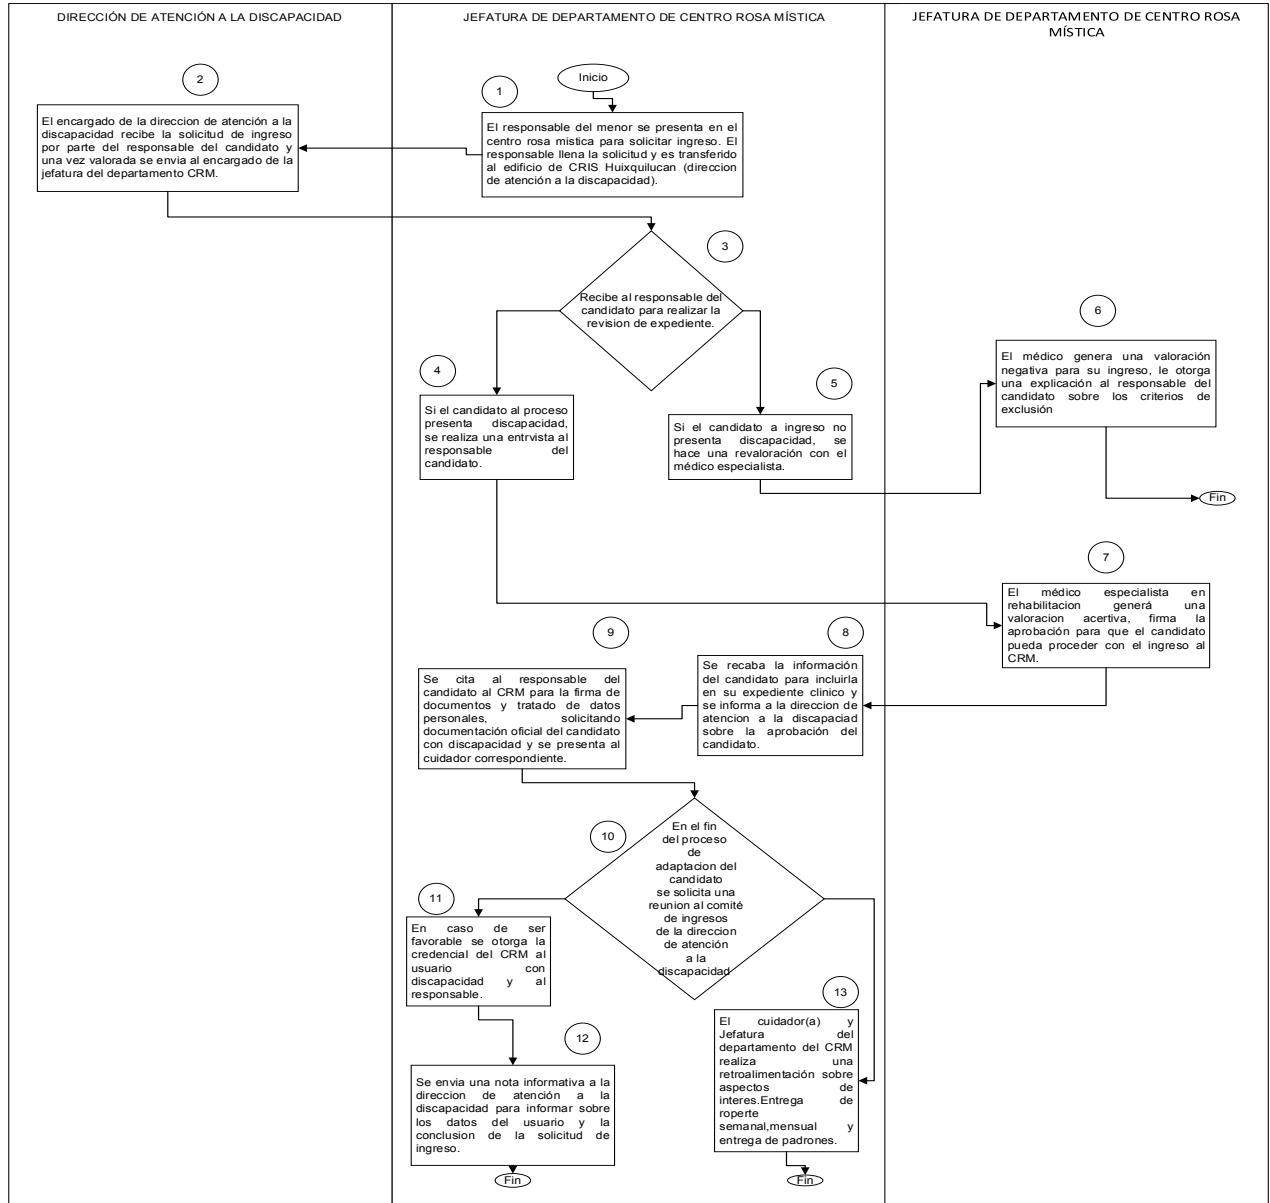 DIRECCIÓN DE ATENCIÓN A LA DISCAPACIDAD
JEFATURA DE DEPARTAMENTO DE CENTRO ROSA MÍSTICA
JEFATURA DE DEPARTAMENTO DE CENTRO ROSA
MÍSTICA
Inicio
1
El responsable del menor se presenta en el
centro rosa mistica para solicitar ingreso. El
responsable llena la solicitud y es transferido
al edificio de CRIS Huixquilucan (direccion
de atención a la discapacidad).
2
El encargado de la direccion de atención a la
discapacidad recibe la solicitud de ingreso
por parte del responsable del candidato y
una vez valorada se envia al encargado de la
jefatura del departamento CRM.
3
Recibe al responsable del
candidato para realizar la
revision de expediente.
4
Si el candidato al proceso
presenta discapacidad,
se realiza una entrvista al
responsable del
candidato.
5
Si el candidato a ingreso no
presenta discapacidad, se
hace una revaloración con el
médico especialista.
6
El médico genera una valoración
negativa para su ingreso, le otorga
una explicación al responsable del
candidato sobre los criterios de
exclusión
Fin
7
El médico especialista en
rehabilitacion generá una
valoracion acertiva, firma la
aprobación para que el candidato
pueda proceder con el ingreso al
CRM.
8
Se recaba la información
del candidato para incluirla
en su expediente clinico y
se informa a la direccion de
atencion a la discapaciad
sobre la aprobación del
candidato.
9
Se cita al responsable del
candidato al CRM para la firma de
documentos y tratado de datos
personales, solicitando
documentación oficial del candidato
con discapacidad y se presenta al
cuidador correspondiente.
10
En el fin
del proceso
de
adaptacion del
candidato
se solicita una
reunion al comité
de ingresos
de la direccion
de atención
a la
discapacidad
11
En caso de ser
favorable se otorga la
credencial del CRM al
usuario con
discapacidad y al
responsable.
12
Se envia una nota informativa a la
direccion de atención a la
discapacidad para informar sobre
los datos del usuario y la
conclusion de la solicitud de
ingreso.
Fin
13
El cuidador(a) y
Jefatura del
departamento del CRM
realiza una
retroalimentación sobre
aspectos de
interes.Entrega de
roperte
semanal,mensual y
entrega de padrones.
Fin